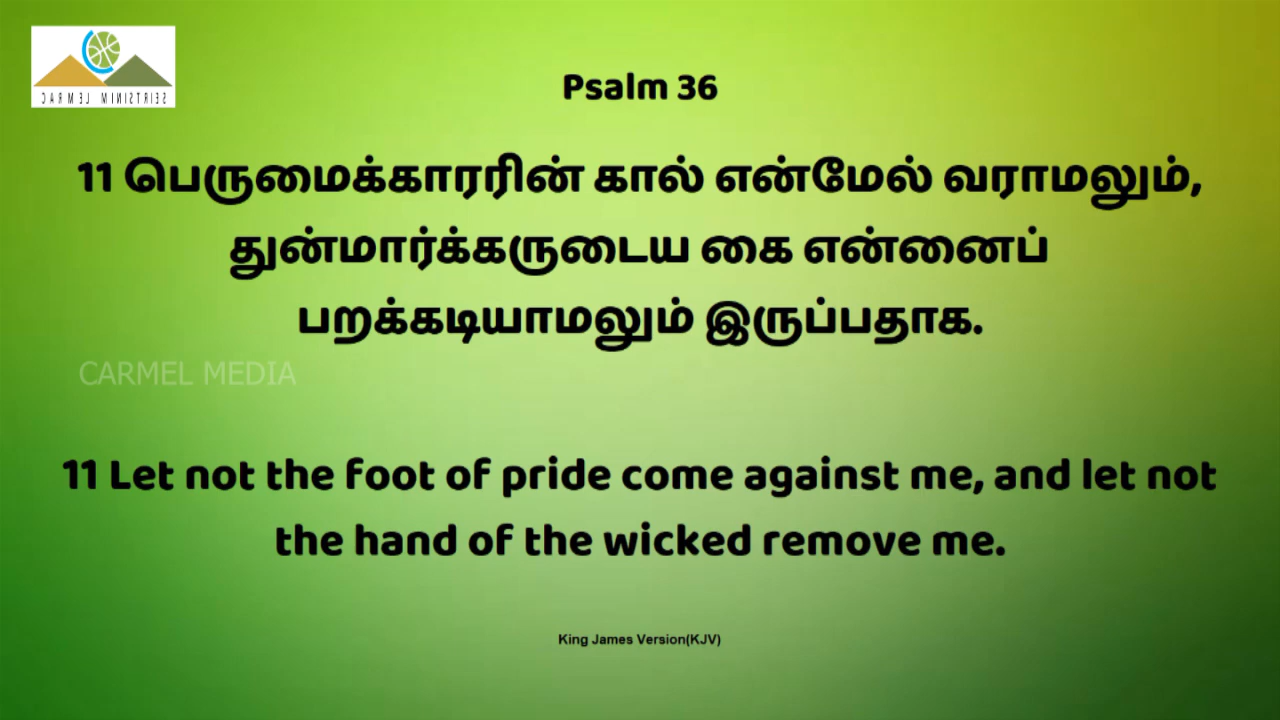 CARMEL MINISTRIES
Psalm 36
11 பெருமைக்காரரின் கால் என்மேல் வராமலும்,
துன்மார்க்கருடைய கை என்னைப்
பறக்கடியாமலும் இருப்பதாக.
CARMEL MEDIA
11 Let not the foot of pride come against me, and let not
the hand of the wicked remove me.
King James Version(KJV)